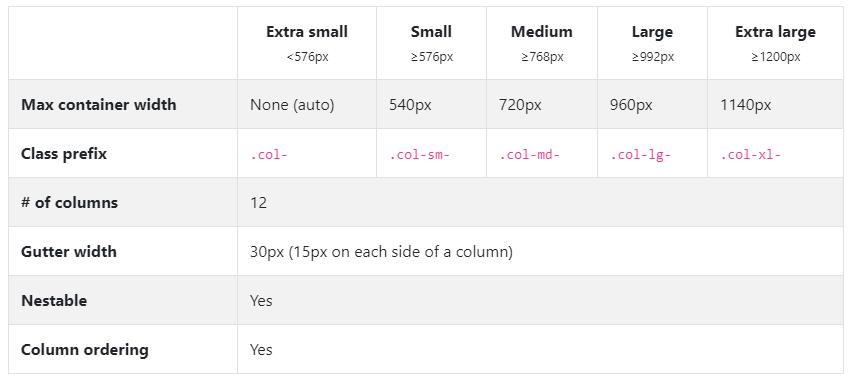 Extra small Small Medium Large Extra large
<576px ≥576px ≥768px ≥992px ≥1200px
Max container width None (auto) 540px 720px 960px 1140px
Class prefix .col- .col-sm- .col-md- .col-lg- .col-xl-
# of columns 12
Gutter width 30px (15px on each side of a column)
Nestable Yes
Column ordering Yes